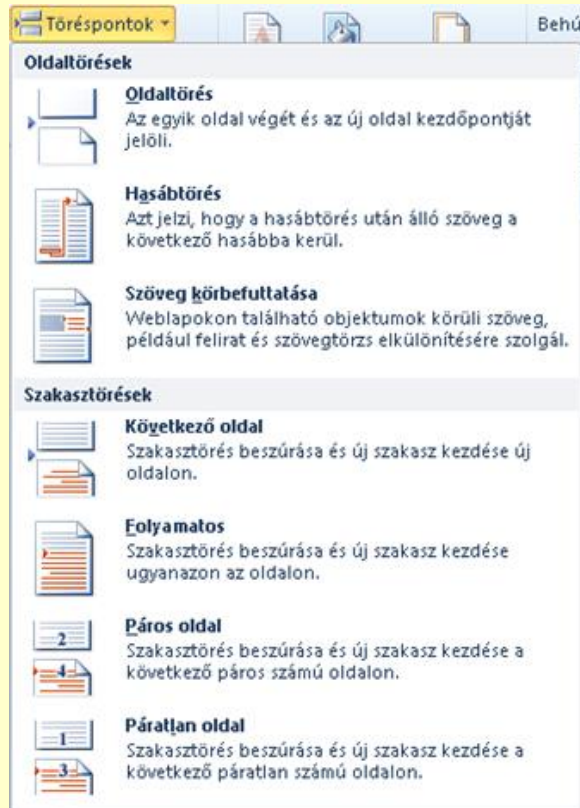 Töréspontok
Behú
Oldaltörések
Oldaltörés
Az egyik oldal végét és az új oldal kezdőpontját
jelöli.
Hasábtörés
Azt jelzi, hogy a hasábtörés után álló szöveg a
következő hasábba kerül.
Szöveg körbefuttatása
Weblapokon található objektumok körüli szöveg,
például felirat és szövegtörzs elkülönítésére szolgál.
Szakasztörések
Következő oldal
Szakasztörés beszúrása és új szakasz kezdése új
oldalon.
Folyamatos
Szakasztörés beszúrása és új szakasz kezdése
ugyanazon az oldalon.
2
4
Páros oldal
Szakasztörés beszúrása és új szakasz kezdése a
következő páros számú oldalon.
1
3
Páratlan oldal
Szakasztörés beszúrása és új szakasz kezdése a
következő páratlan számú oldalon.